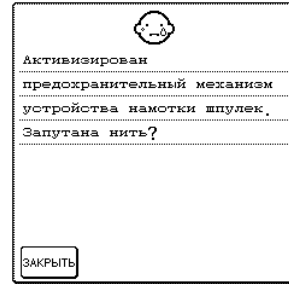 Активизирован
предохранительный механизм
устройства намотки шпулек.
Запутана нить?
ЗАКРЫТЬ